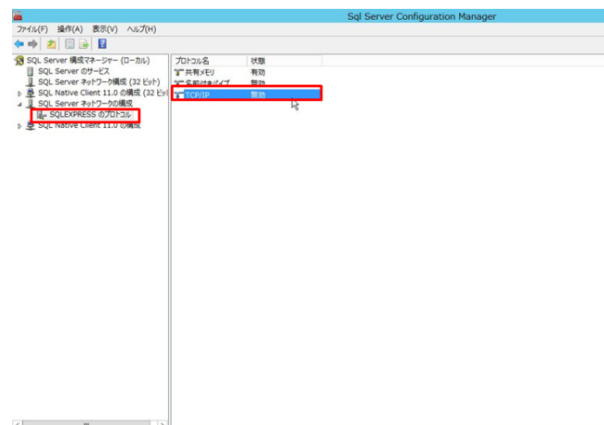 Sql Server Configuration Manager
ファイル(F) 操作(A) 表示(V) ヘルプ(H)
SQL Server 構成マネージャー (ローカル)
SQL Server のサービス
SQL Server ネットワーク構成 (32 ビット)
SQL Native Client 11.0 の構成 (32 ビッ
SQL Server ネットワークの構成
SQLEXPRESS のプロトコル
SQL Native Client 11.0 の構成
プロトコル名 状態
共有メモリ 有効
名前付きパイプ
TCP/IP 無効